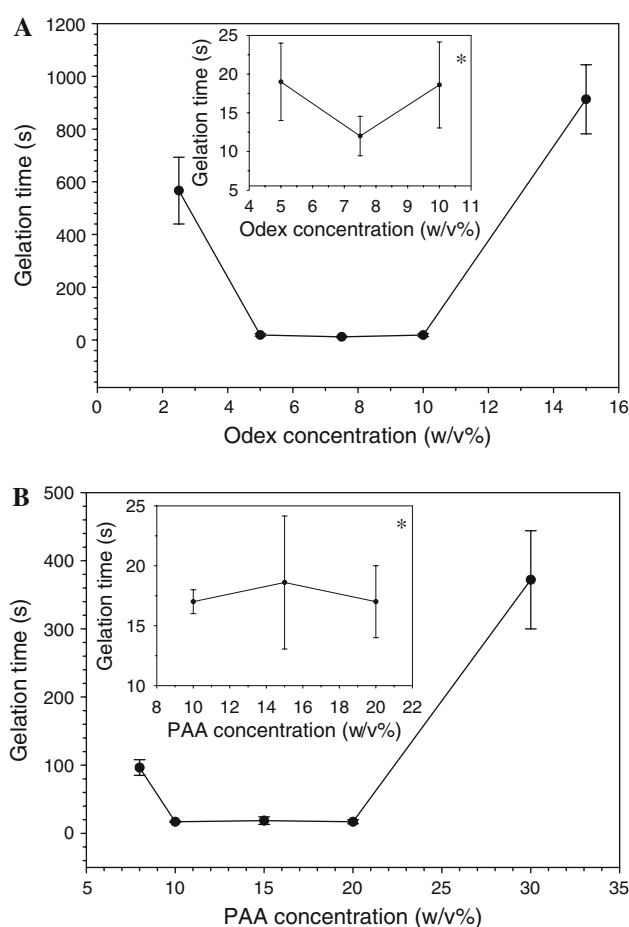 A
Gelation time (s)
1200
1000
800
600
400
200
0
0 2 4 6 8 10 12 14 16
Odex concentration (w/v%)
Gelation time (s)
25
20
15
10
5
*
4 5 6 7 8 9 10 11
Odex concentration (w/v%)
B
Gelation time (s)
500
400
300
200
100
0
5 10 15 20 25 30 35
PAA concentration (w/v%)
Gelation time (s)
25
20
15
10
*
8 10 12 14 16 18 20 22
PAA concentration (w/v%)